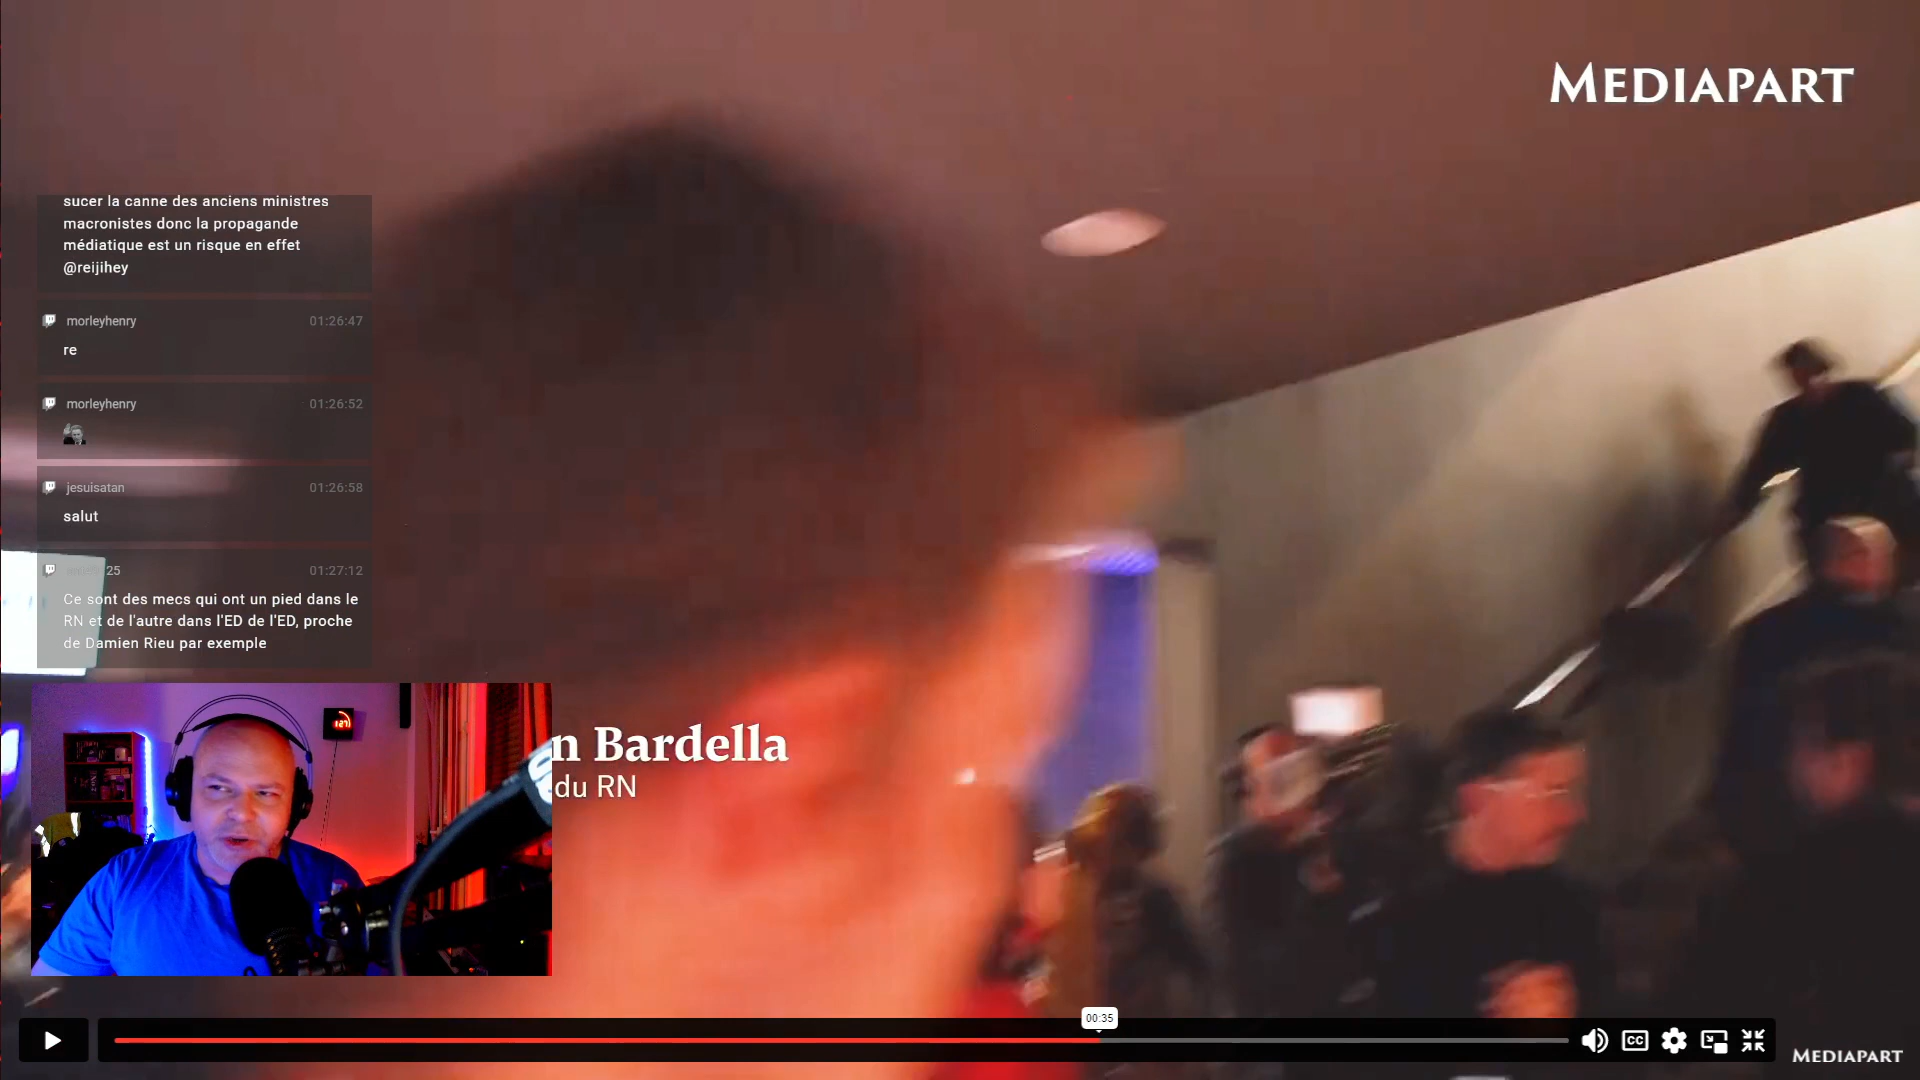 MEDIAPART
sucer la canne des anciens ministres
macronistes donc la propagande
médiatique est un risque en effet
@reijihey
morleyhenry 01:26:47
re
morleyhenry 01:26:52
jesuisatan 01:26:58
salut
25 01:27:12
Ce sont des mecs qui ont un pied dans le
RN et de l'autre dans l'ED de l'ED, proche
de Damien Rieu par exemple
127
n Bardella
du RN
00:35
CC
MEDIAPART